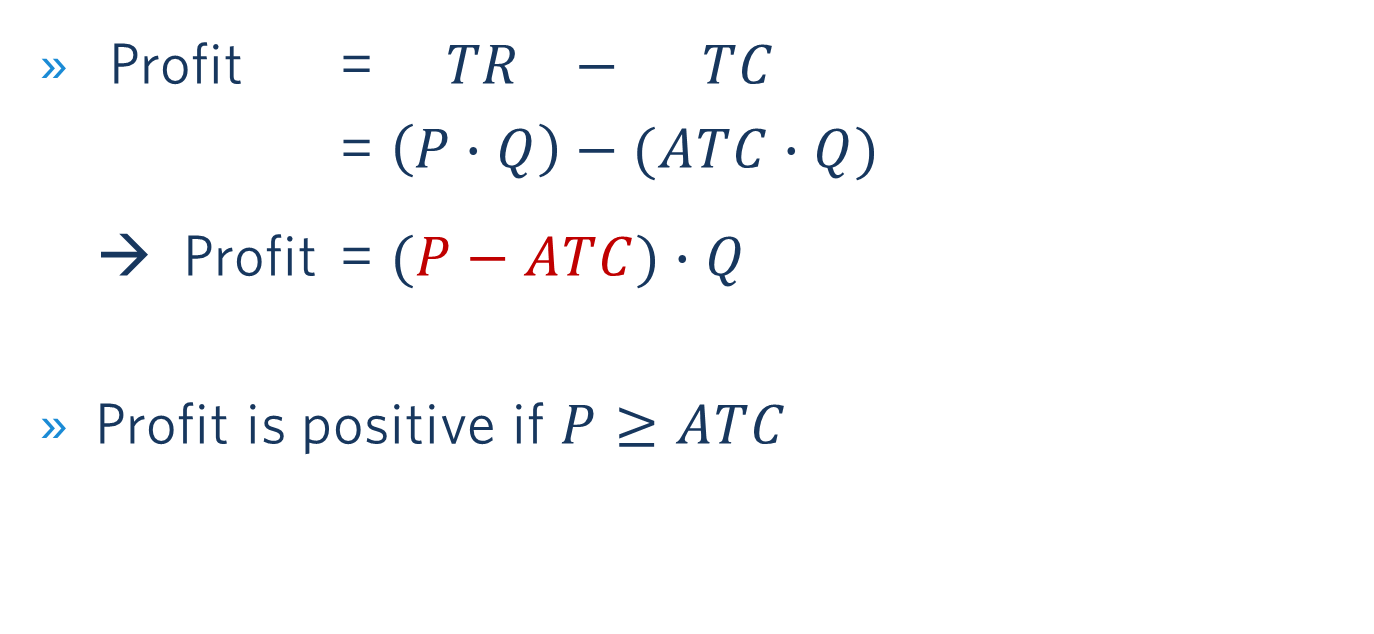 » Profit = TR − TC
= (P · Q) − (ATC · Q)
→ Profit = (P − ATC) · Q
» Profit is positive if P ≥ ATC